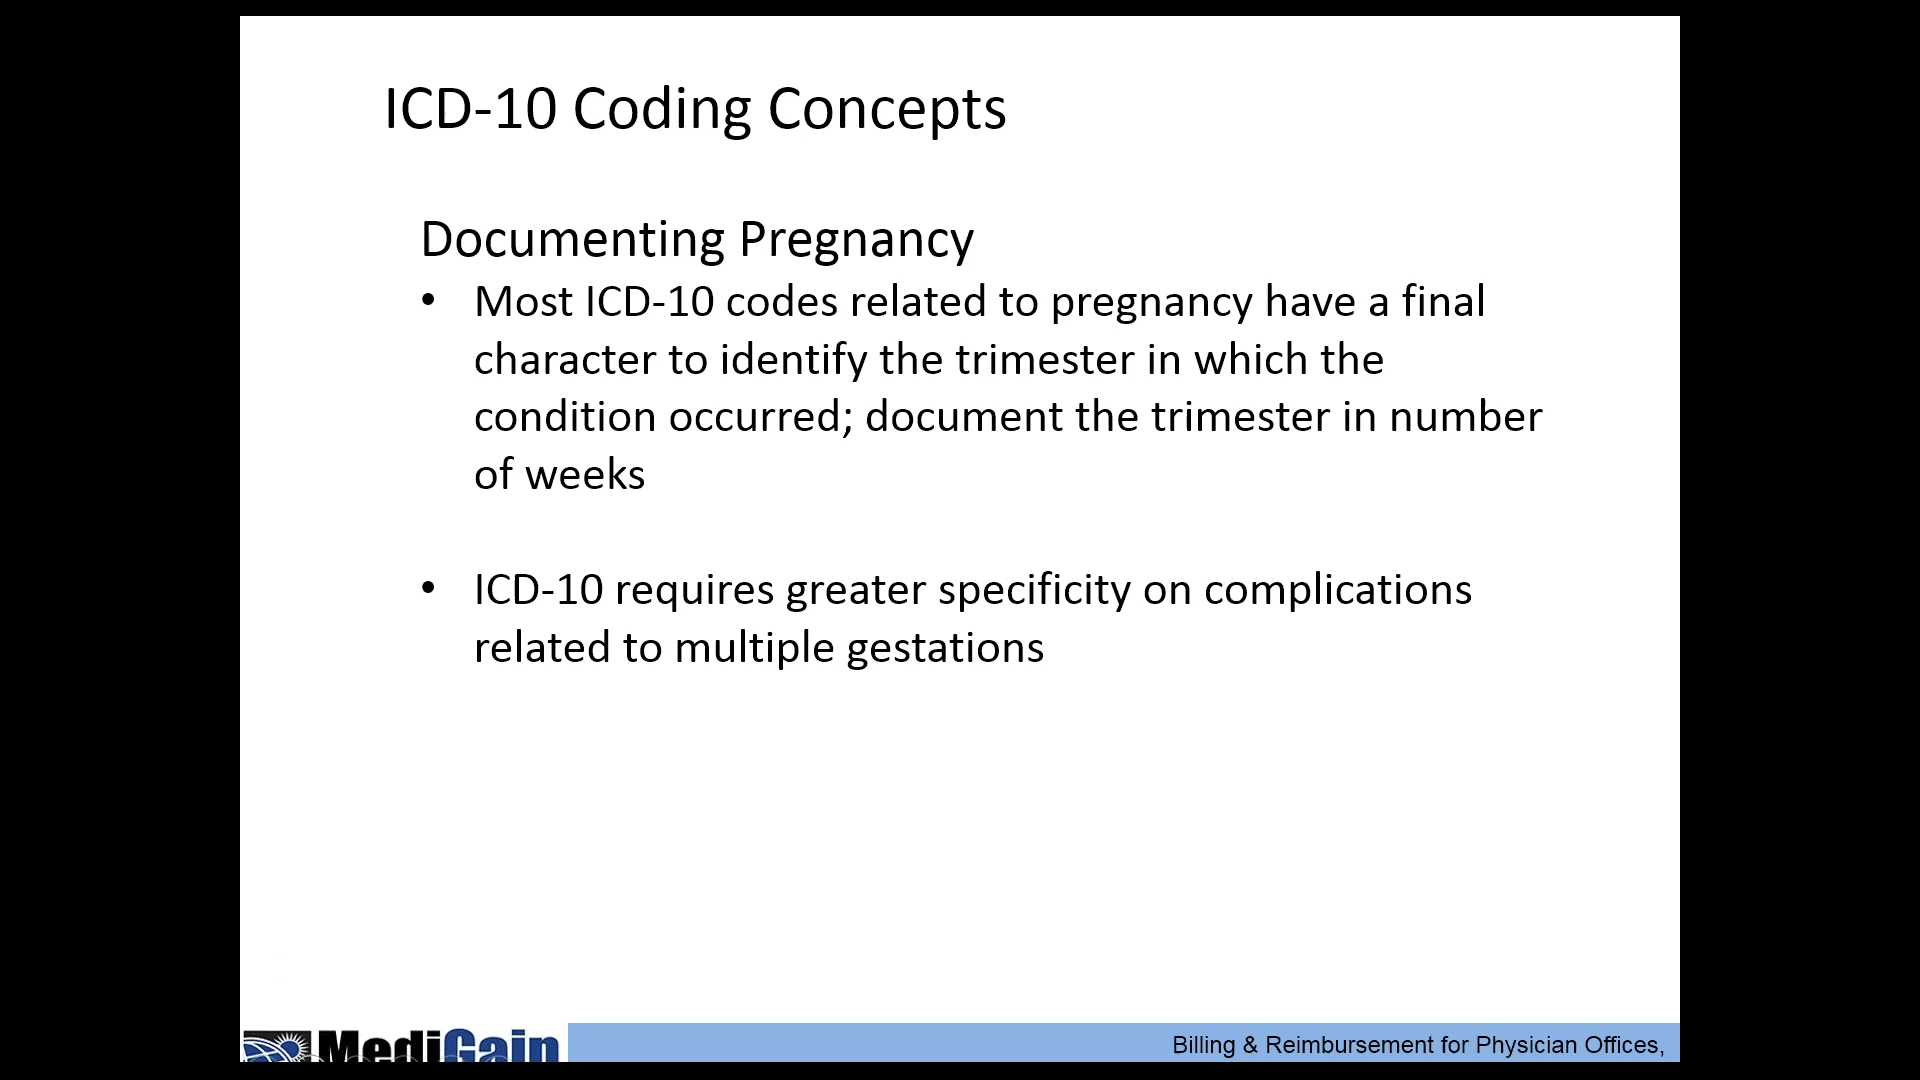 ICD-10 Coding Concepts
Documenting Pregnancy
• Most ICD-10 codes related to pregnancy have a final
character to identify the trimester in which the
condition occurred; document the trimester in number
of weeks
• ICD-10 requires greater specificity on complications
related to multiple gestations
MediGain
Billing & Reimbursement for Physician Offices,